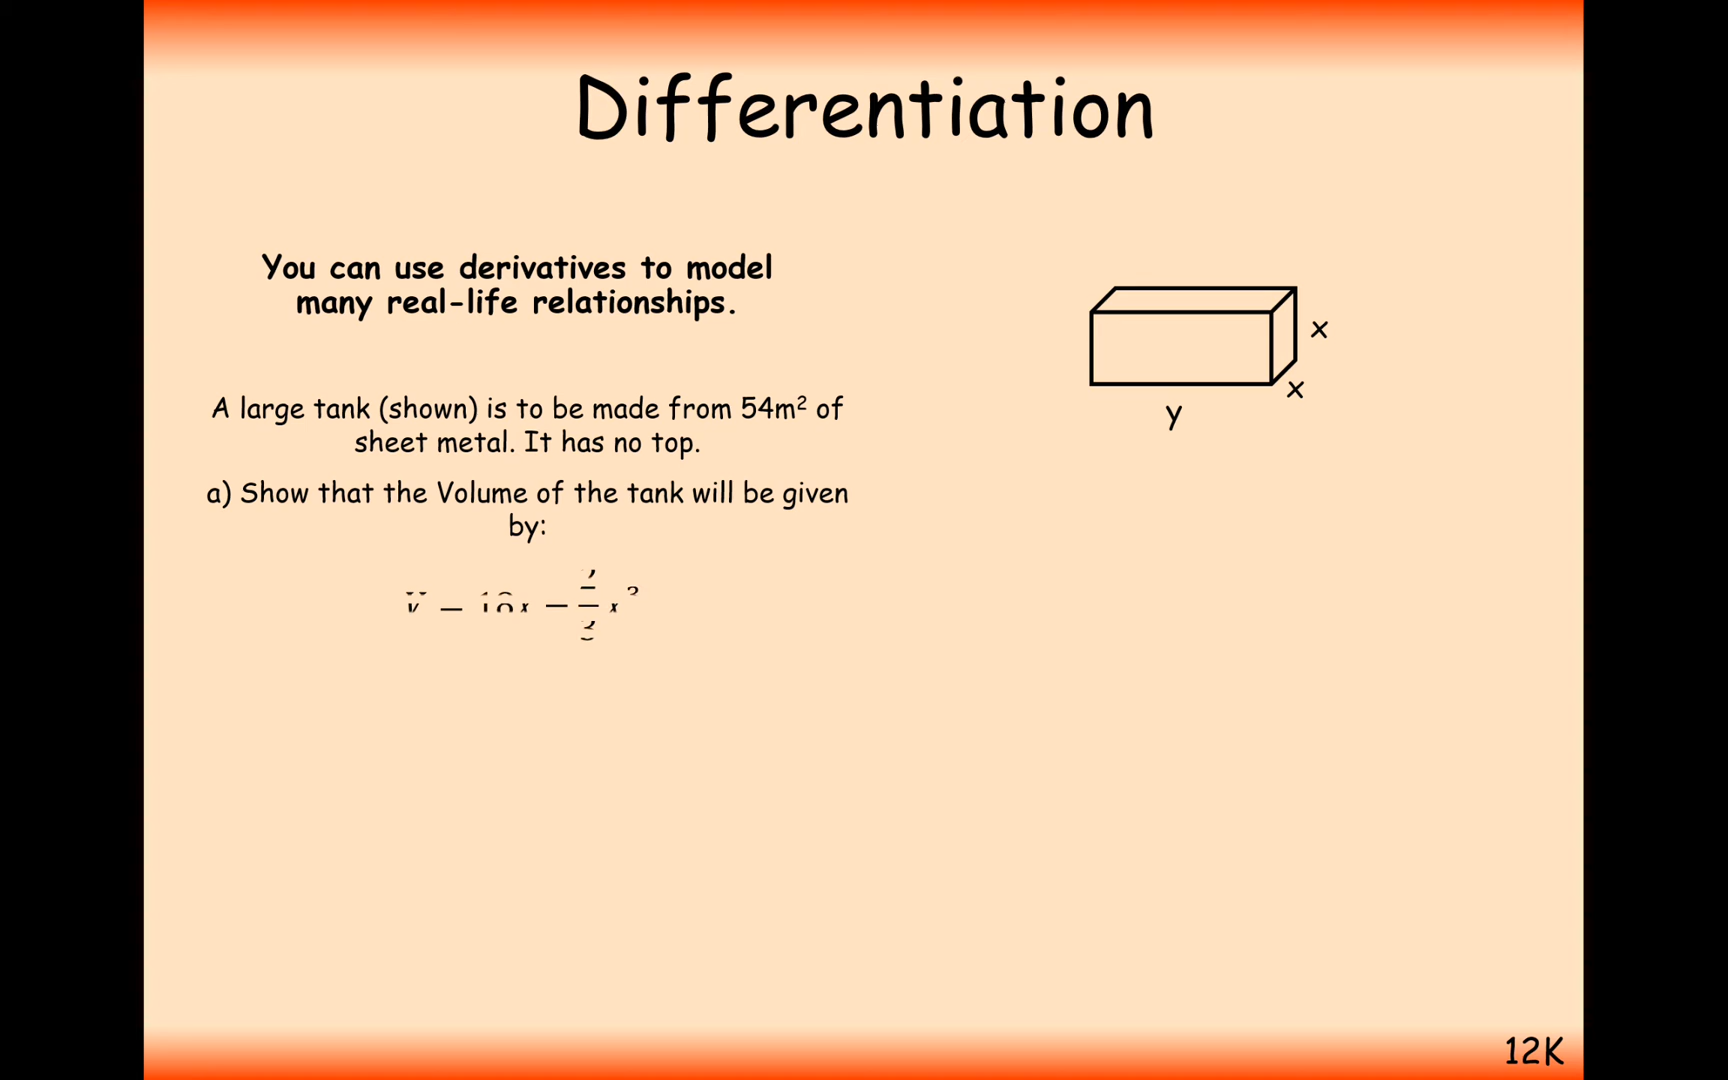 Differentiation
You can use derivatives to model
many real-life relationships.
x
x
y
A large tank (shown) is to be made from 54m² of
sheet metal. It has no top.
a) Show that the Volume of the tank will be given
by:
12K